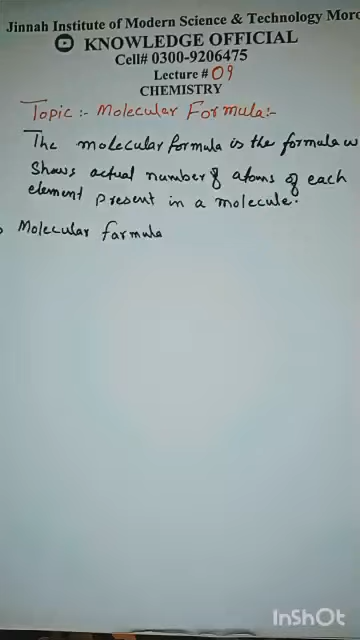 Jinnah Institute of Modern Science & Technology
KNOWLEDGE OFFICIAL
Cell# 0300-9206475
Lecture # 09
CHEMISTRY
Topic :- Molecular Formula:-
The molecular formula is the formula
Shows actual number of atoms of each
element present in a molecule.
Molecular farmula
InShOt